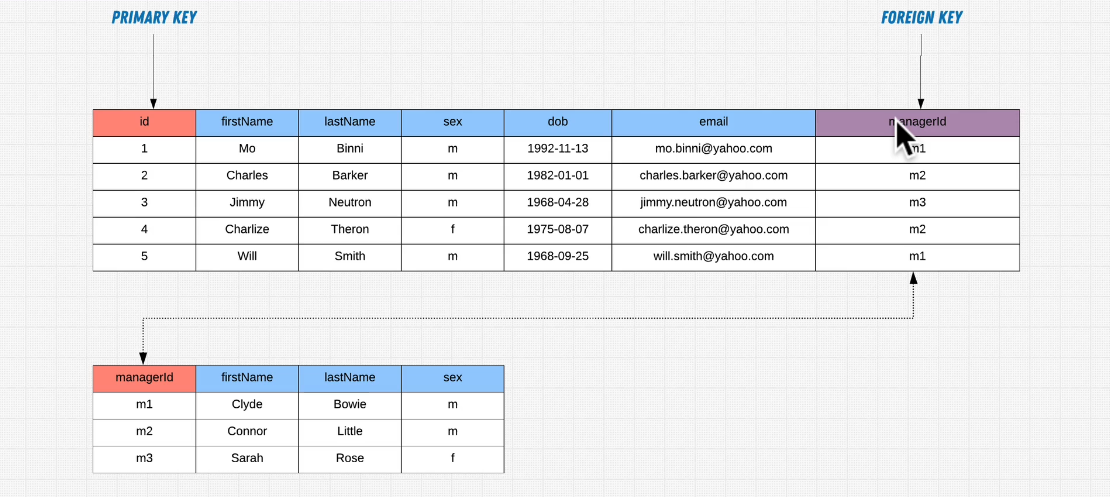 PRIMARY KEY FOREIGN KEY
id firstName lastName sex dob email managerId
1 Mo Binni m 1992-11-13 mo.binni@yahoo.com m1
2 Charles Barker m 1982-01-01 charles.barker@yahoo.com m2
3 Jimmy Neutron m 1968-04-28 jimmy.neutron@yahoo.com m3
4 Charlize Theron f 1975-08-07 charlize.theron@yahoo.com m2
5 Will Smith m 1968-09-25 will.smith@yahoo.com m1
managerId firstName lastName sex
m1 Clyde Bowie m
m2 Connor Little m
m3 Sarah Rose f